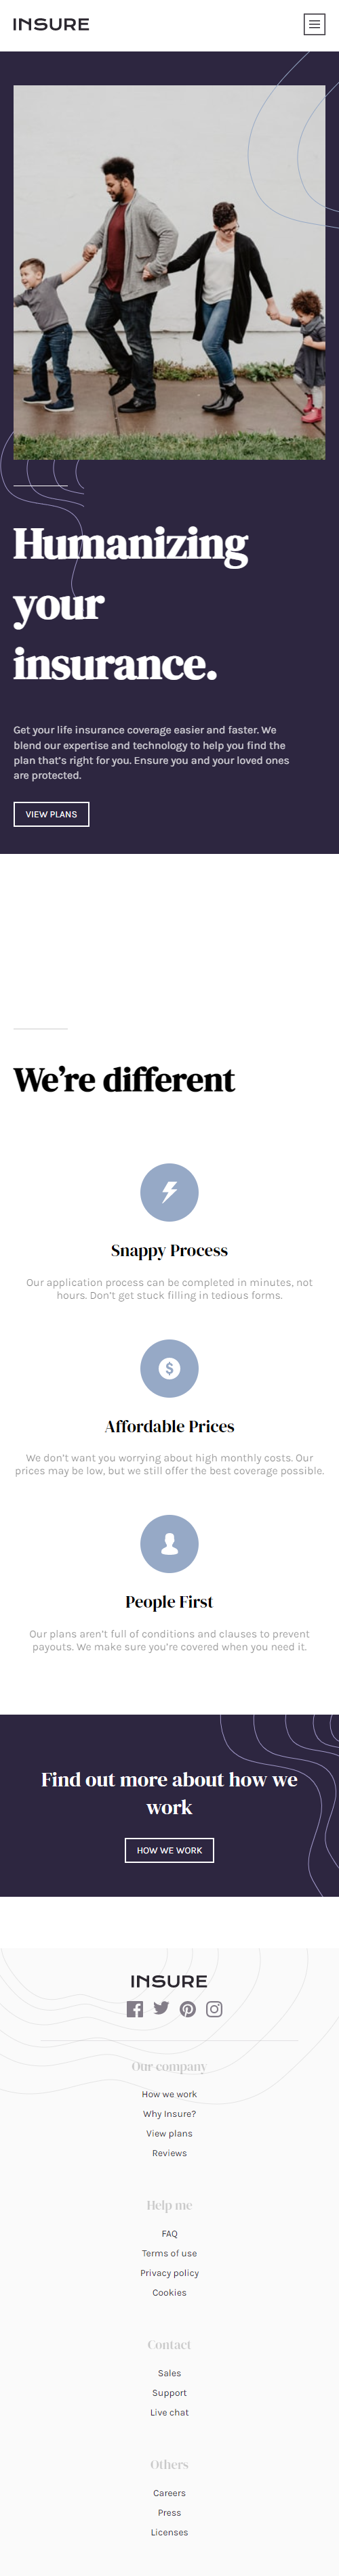 INSURE
Humanizing
your
insurance.
Get your life insurance coverage easier and faster. We
blend our expertise and technology to help you find the
plan that’s right for you. Ensure you and your loved ones
are protected.
VIEW PLANS
We’re different
Snappy Process
Our application process can be completed in minutes, not
hours. Don’t get stuck filling in tedious forms.
Affordable Prices
We don’t want you worrying about high monthly costs. Our
prices may be low, but we still offer the best coverage possible.
People First
Our plans aren’t full of conditions and clauses to prevent
payouts. We make sure you’re covered when you need it.
Find out more about how we
work
HOW WE WORK
INSURE
Our company
How we work
Why Insure?
View plans
Reviews
Help me
FAQ
Terms of use
Privacy policy
Cookies
Contact
Sales
Support
Live chat
Others
Careers
Press
Licenses